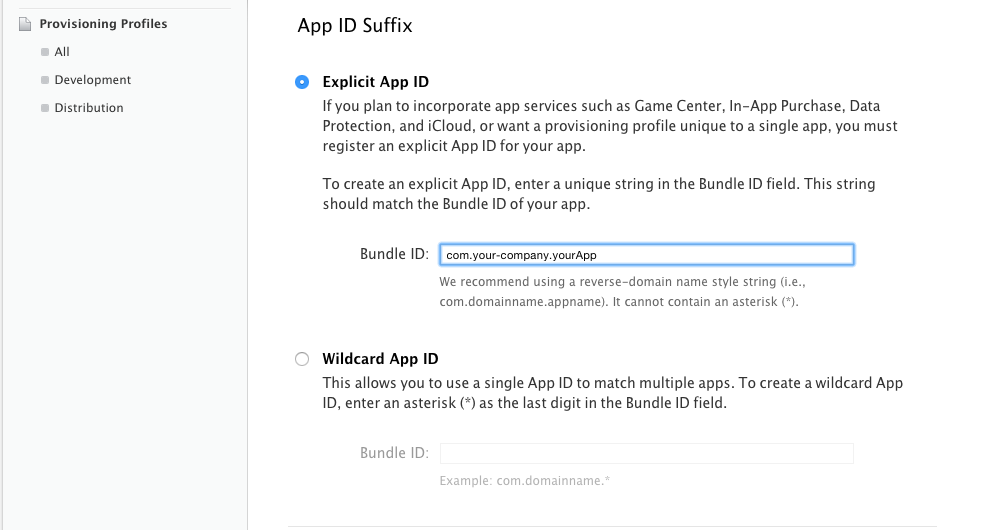 Provisioning Profiles
All
Development
Distribution
App ID Suffix
Explicit App ID
If you plan to incorporate app services such as Game Center, In-App Purchase, Data
Protection, and iCloud, or want a provisioning profile unique to a single app, you must
register an explicit App ID for your app.
To create an explicit App ID, enter a unique string in the Bundle ID field. This string
should match the Bundle ID of your app.
Bundle ID: com.your-company.yourApp
We recommend using a reverse-domain name style string (i.e.,
com.domainname.appname). It cannot contain an asterisk (*).
Wildcard App ID
This allows you to use a single App ID to match multiple apps. To create a wildcard App
ID, enter an asterisk (*) as the last digit in the Bundle ID field.
Bundle ID:
Example: com.domainname.*